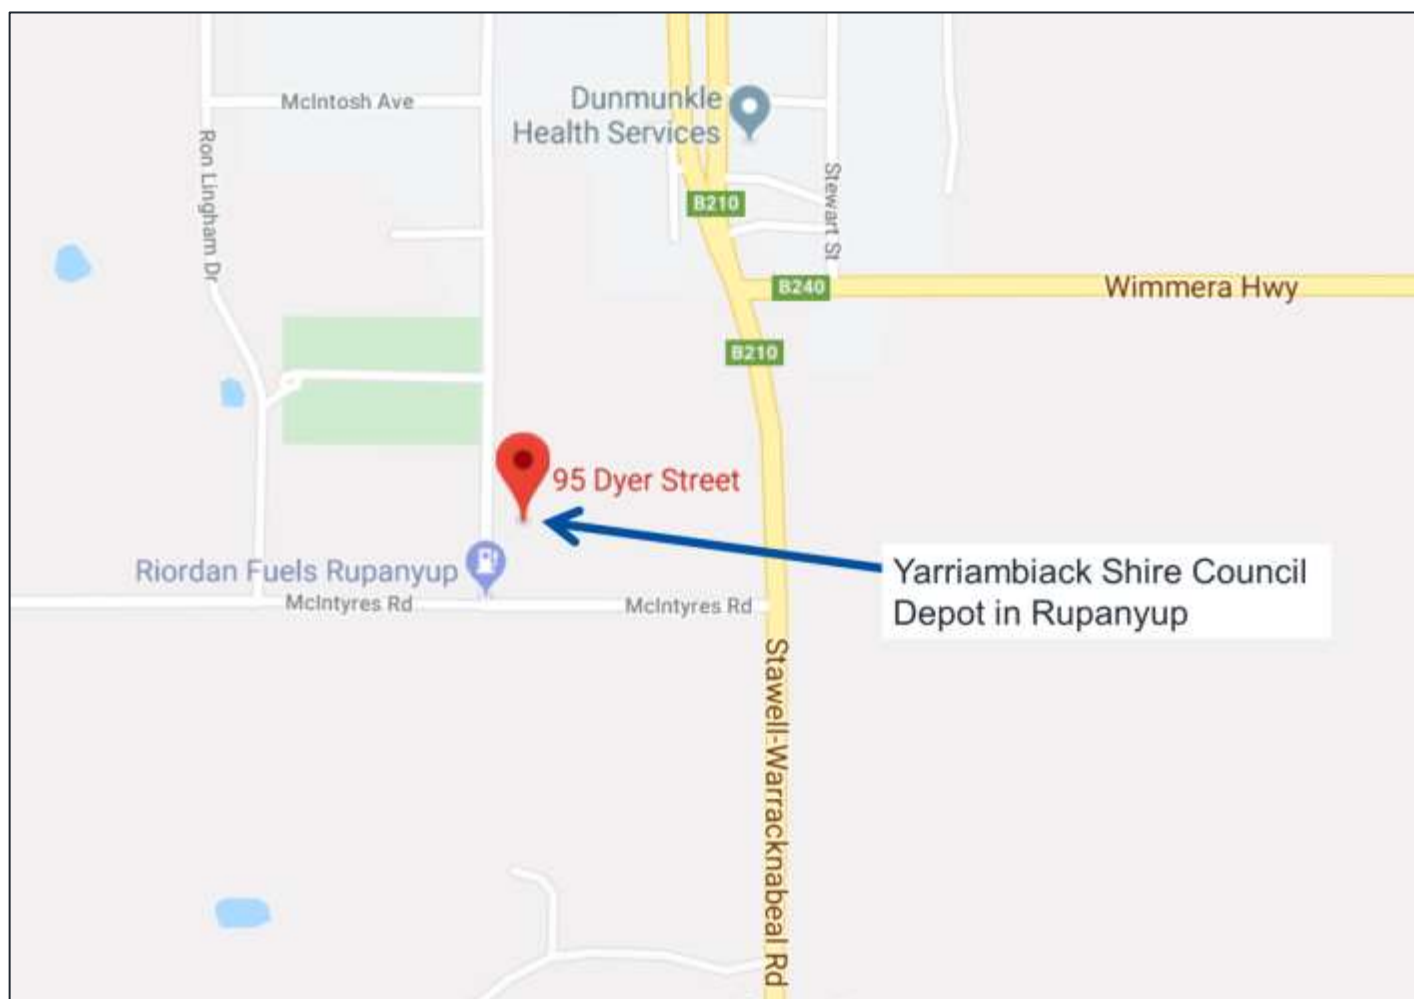 McIntosh Ave
Dunmunkle
Health Services
Ron Lingham Dr
Stewart St
B210
B240
Wimmera Hwy
B210
95 Dyer Street
Riordan Fuels Rupanyup
Yarriambiack Shire Council
Depot in Rupanyup
McIntyres Rd
McIntyres Rd
Stawell-Warracknabeal Rd